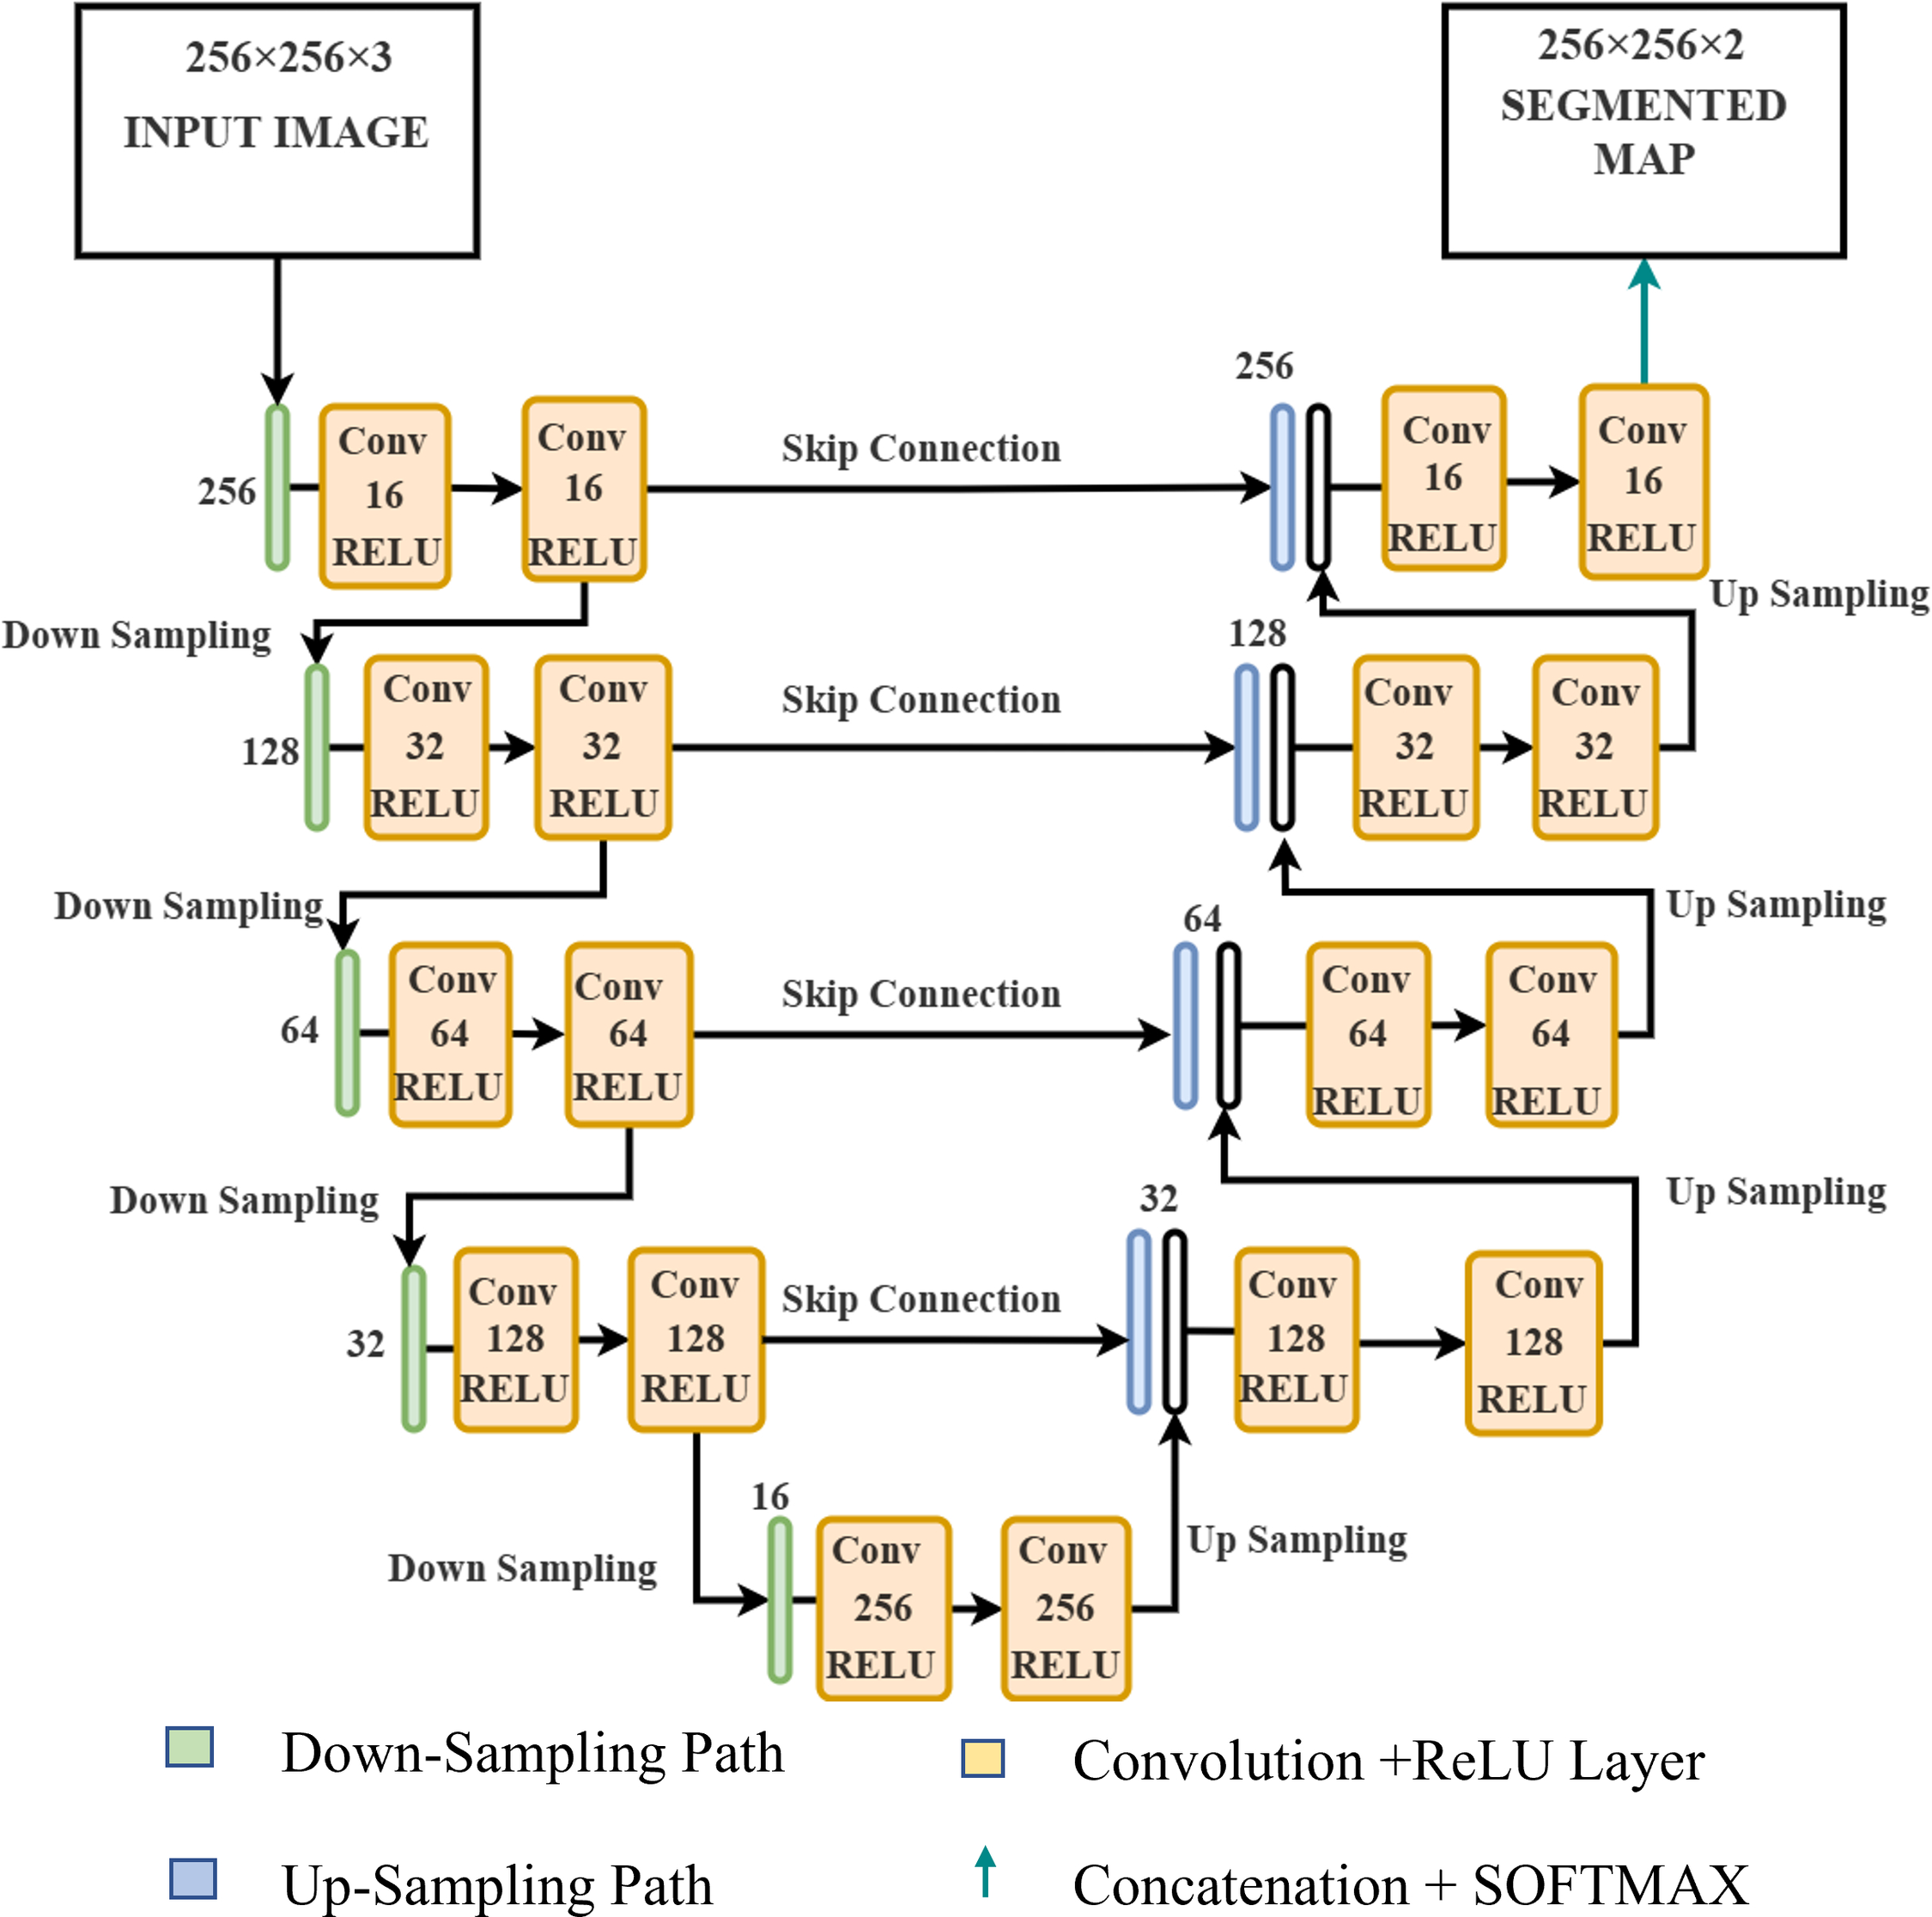 256×256×3
INPUT IMAGE
256×256×2
SEGMENTED
MAP
256
Conv
16
RELU
Conv
16
RELU
Skip Connection
256
Conv
16
RELU
Conv
16
RELU
Down Sampling
Up Sampling
128
Conv
32
RELU
Conv
32
RELU
Skip Connection
128
Conv
32
RELU
Conv
32
RELU
Down Sampling
Up Sampling
64
Conv
64
RELU
Conv
64
RELU
Skip Connection
64
Conv
64
RELU
Conv
64
RELU
Down Sampling
Up Sampling
32
Conv
128
RELU
Conv
128
RELU
Skip Connection
32
Conv
128
RELU
Conv
128
RELU
Down Sampling
16
Conv
256
RELU
Conv
256
RELU
Up Sampling
Down-Sampling Path
Convolution +ReLU Layer
Up-Sampling Path
Concatenation + SOFTMAX